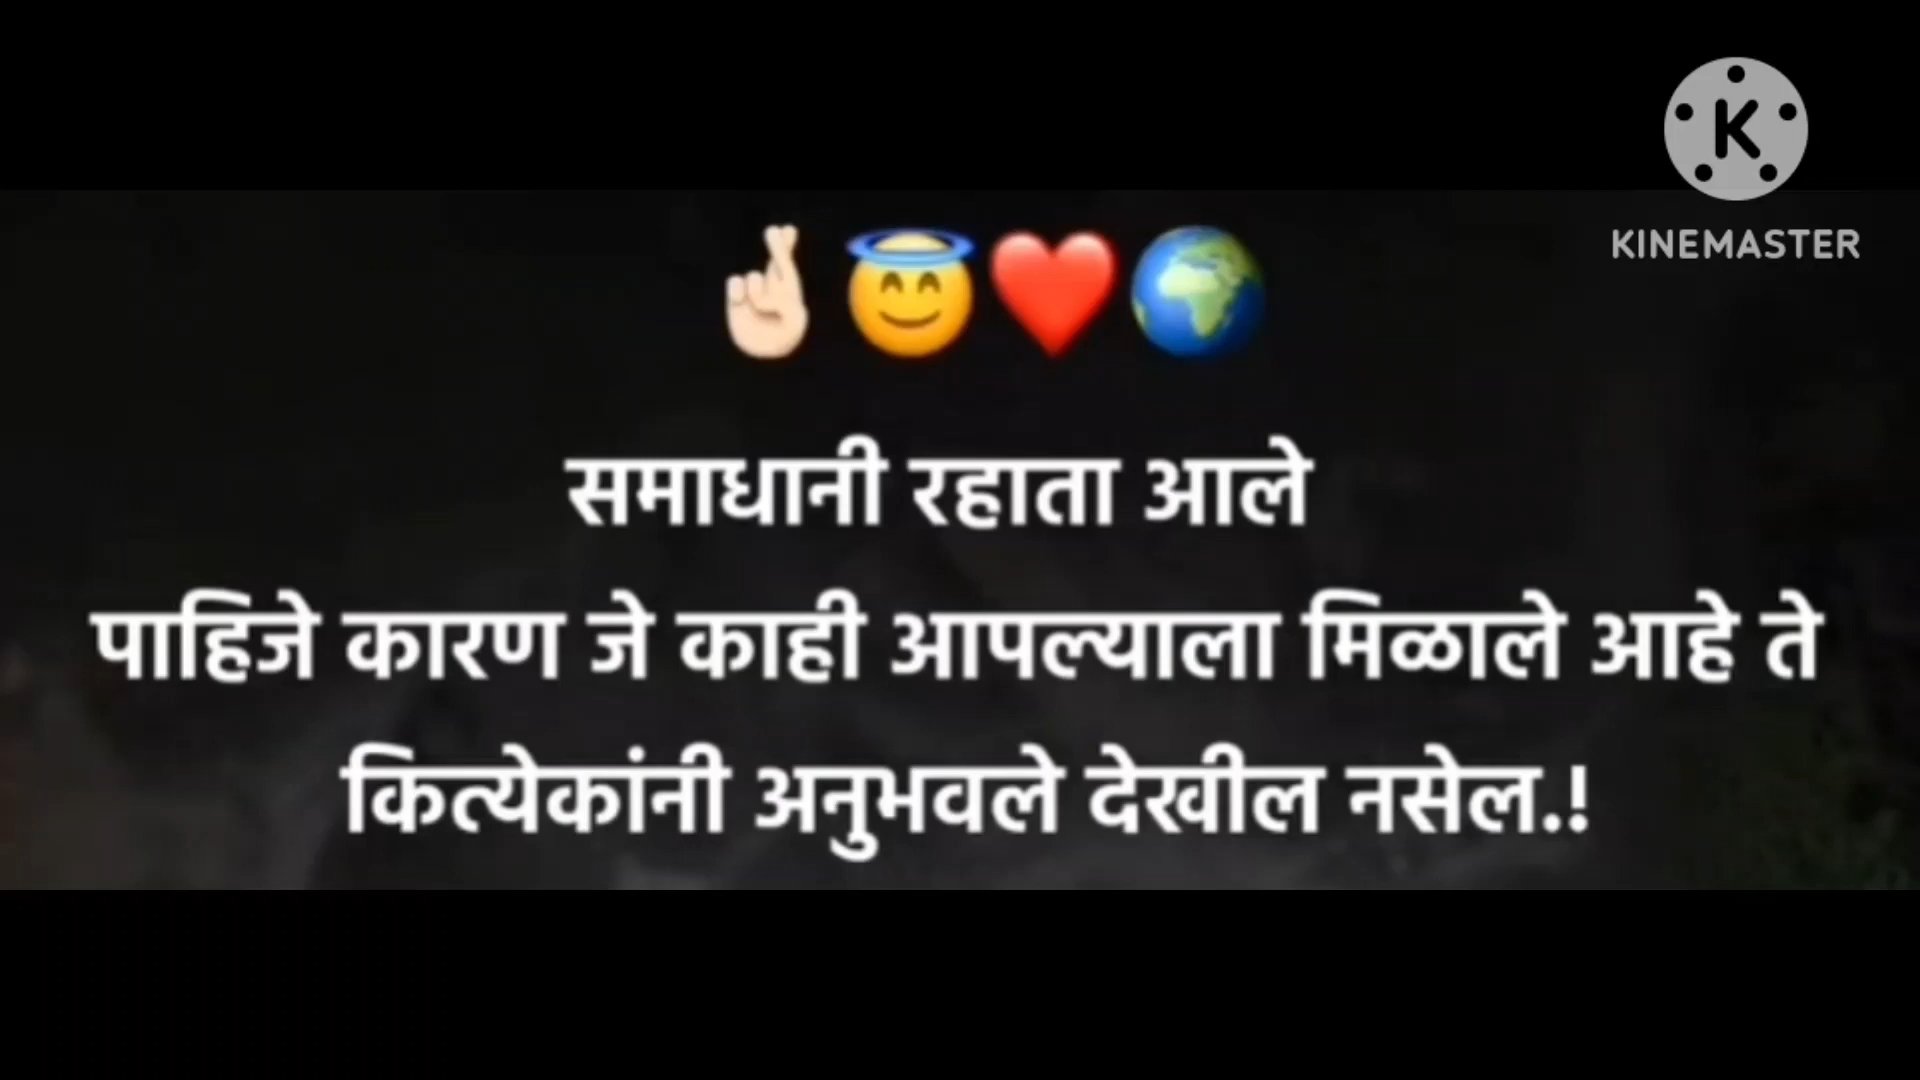 K
KINEMASTER
🤞🏻😇❤️🌍
समाधानी रहाता आले
पाहिजे कारण जे काही आपल्याला मिळाले आहे ते
कित्येकांनी अनुभवले देखील नसेल.!